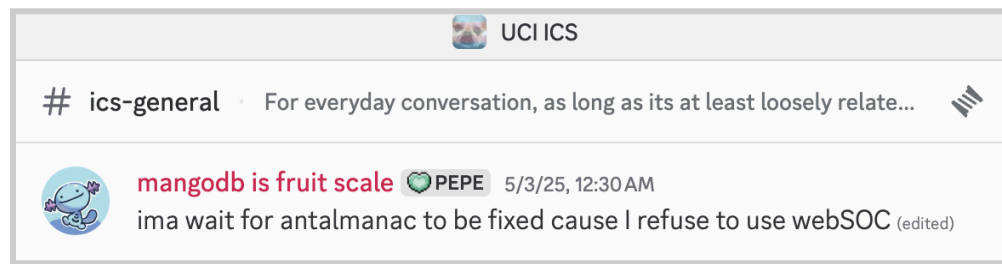 UCI ICS
# ics-general · For everyday conversation, as long as its at least loosely relate...
mangodb is fruit scale PEPE 5/3/25, 12:30 AM
ima wait for antalmanac to be fixed cause I refuse to use webSOC (edited)